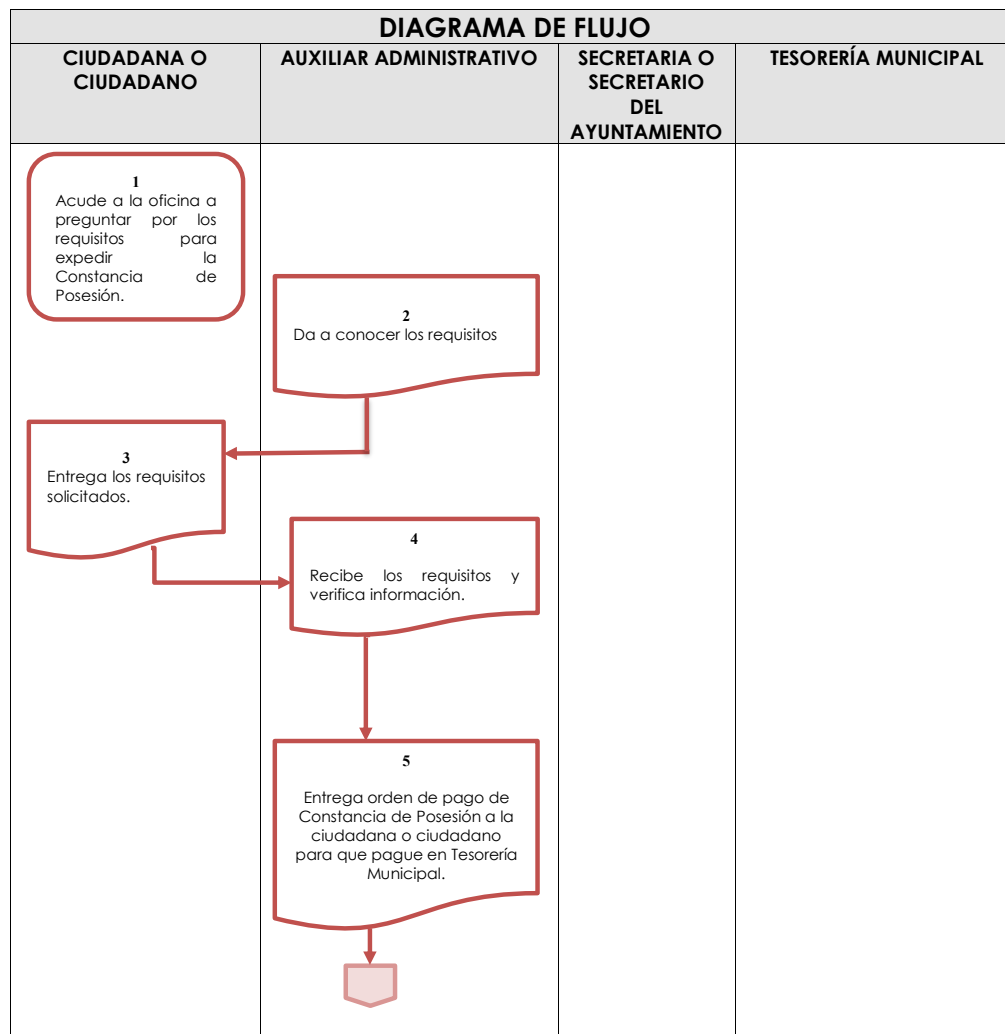 DIAGRAMA DE FLUJO
CIUDADANA O
CIUDADANO
AUXILIAR ADMINISTRATIVO
SECRETARIA O
SECRETARIO
DEL
AYUNTAMIENTO
TESORERÍA MUNICIPAL
1
Acude a la oficina a
preguntar por los
requisitos para
expedir la
Constancia de
Posesión.
2
Da a conocer los requisitos
3
Entrega los requisitos
solicitados.
4
Recibe los requisitos y
verifica información.
5
Entrega orden de pago de
Constancia de Posesión a la
ciudadana o ciudadano
para que pague en Tesorería
Municipal.